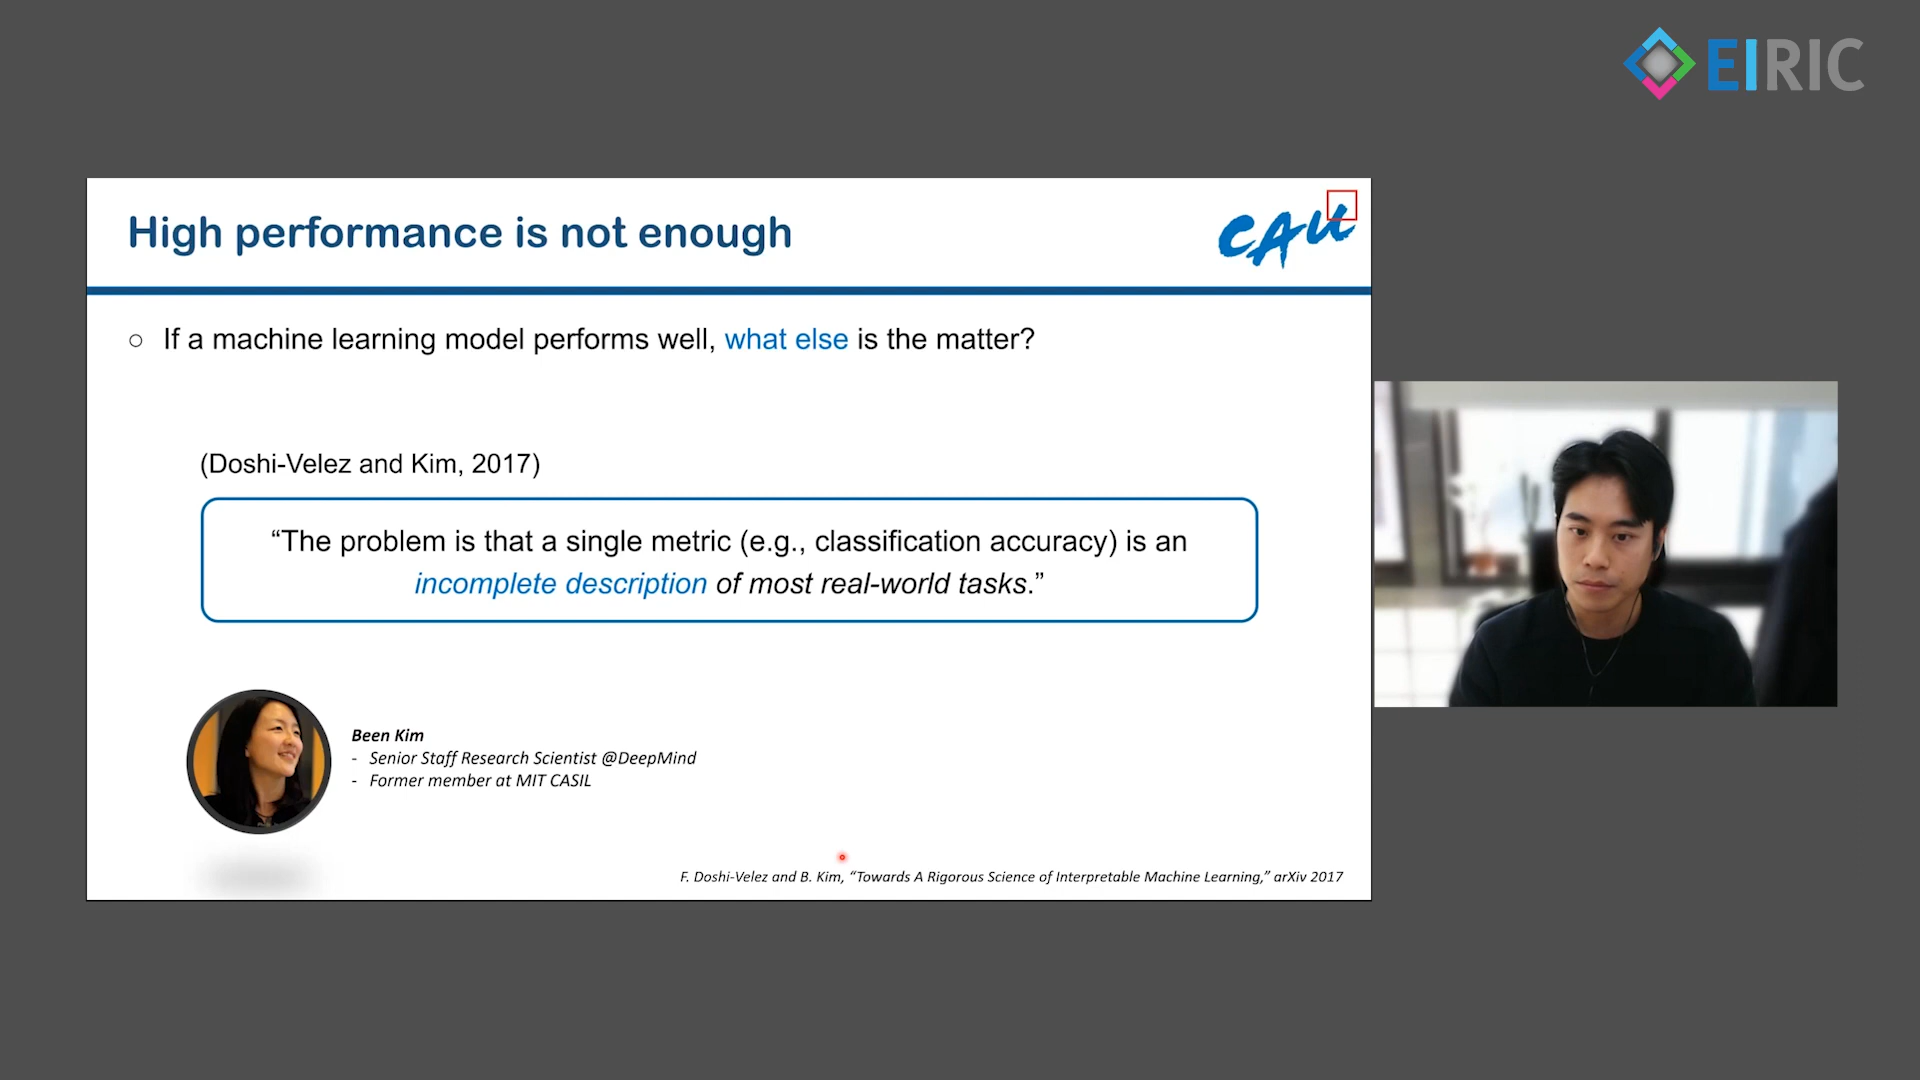 EIRIC
High performance is not enough
CAU
○ If a machine learning model performs well, what else is the matter?
(Doshi-Velez and Kim, 2017)
“The problem is that a single metric (e.g., classification accuracy) is an
incomplete description of most real-world tasks.”
Been Kim
- Senior Staff Research Scientist @DeepMind
- Former member at MIT CASIL
F. Doshi-Velez and B. Kim, “Towards A Rigorous Science of Interpretable Machine Learning,” arXiv 2017